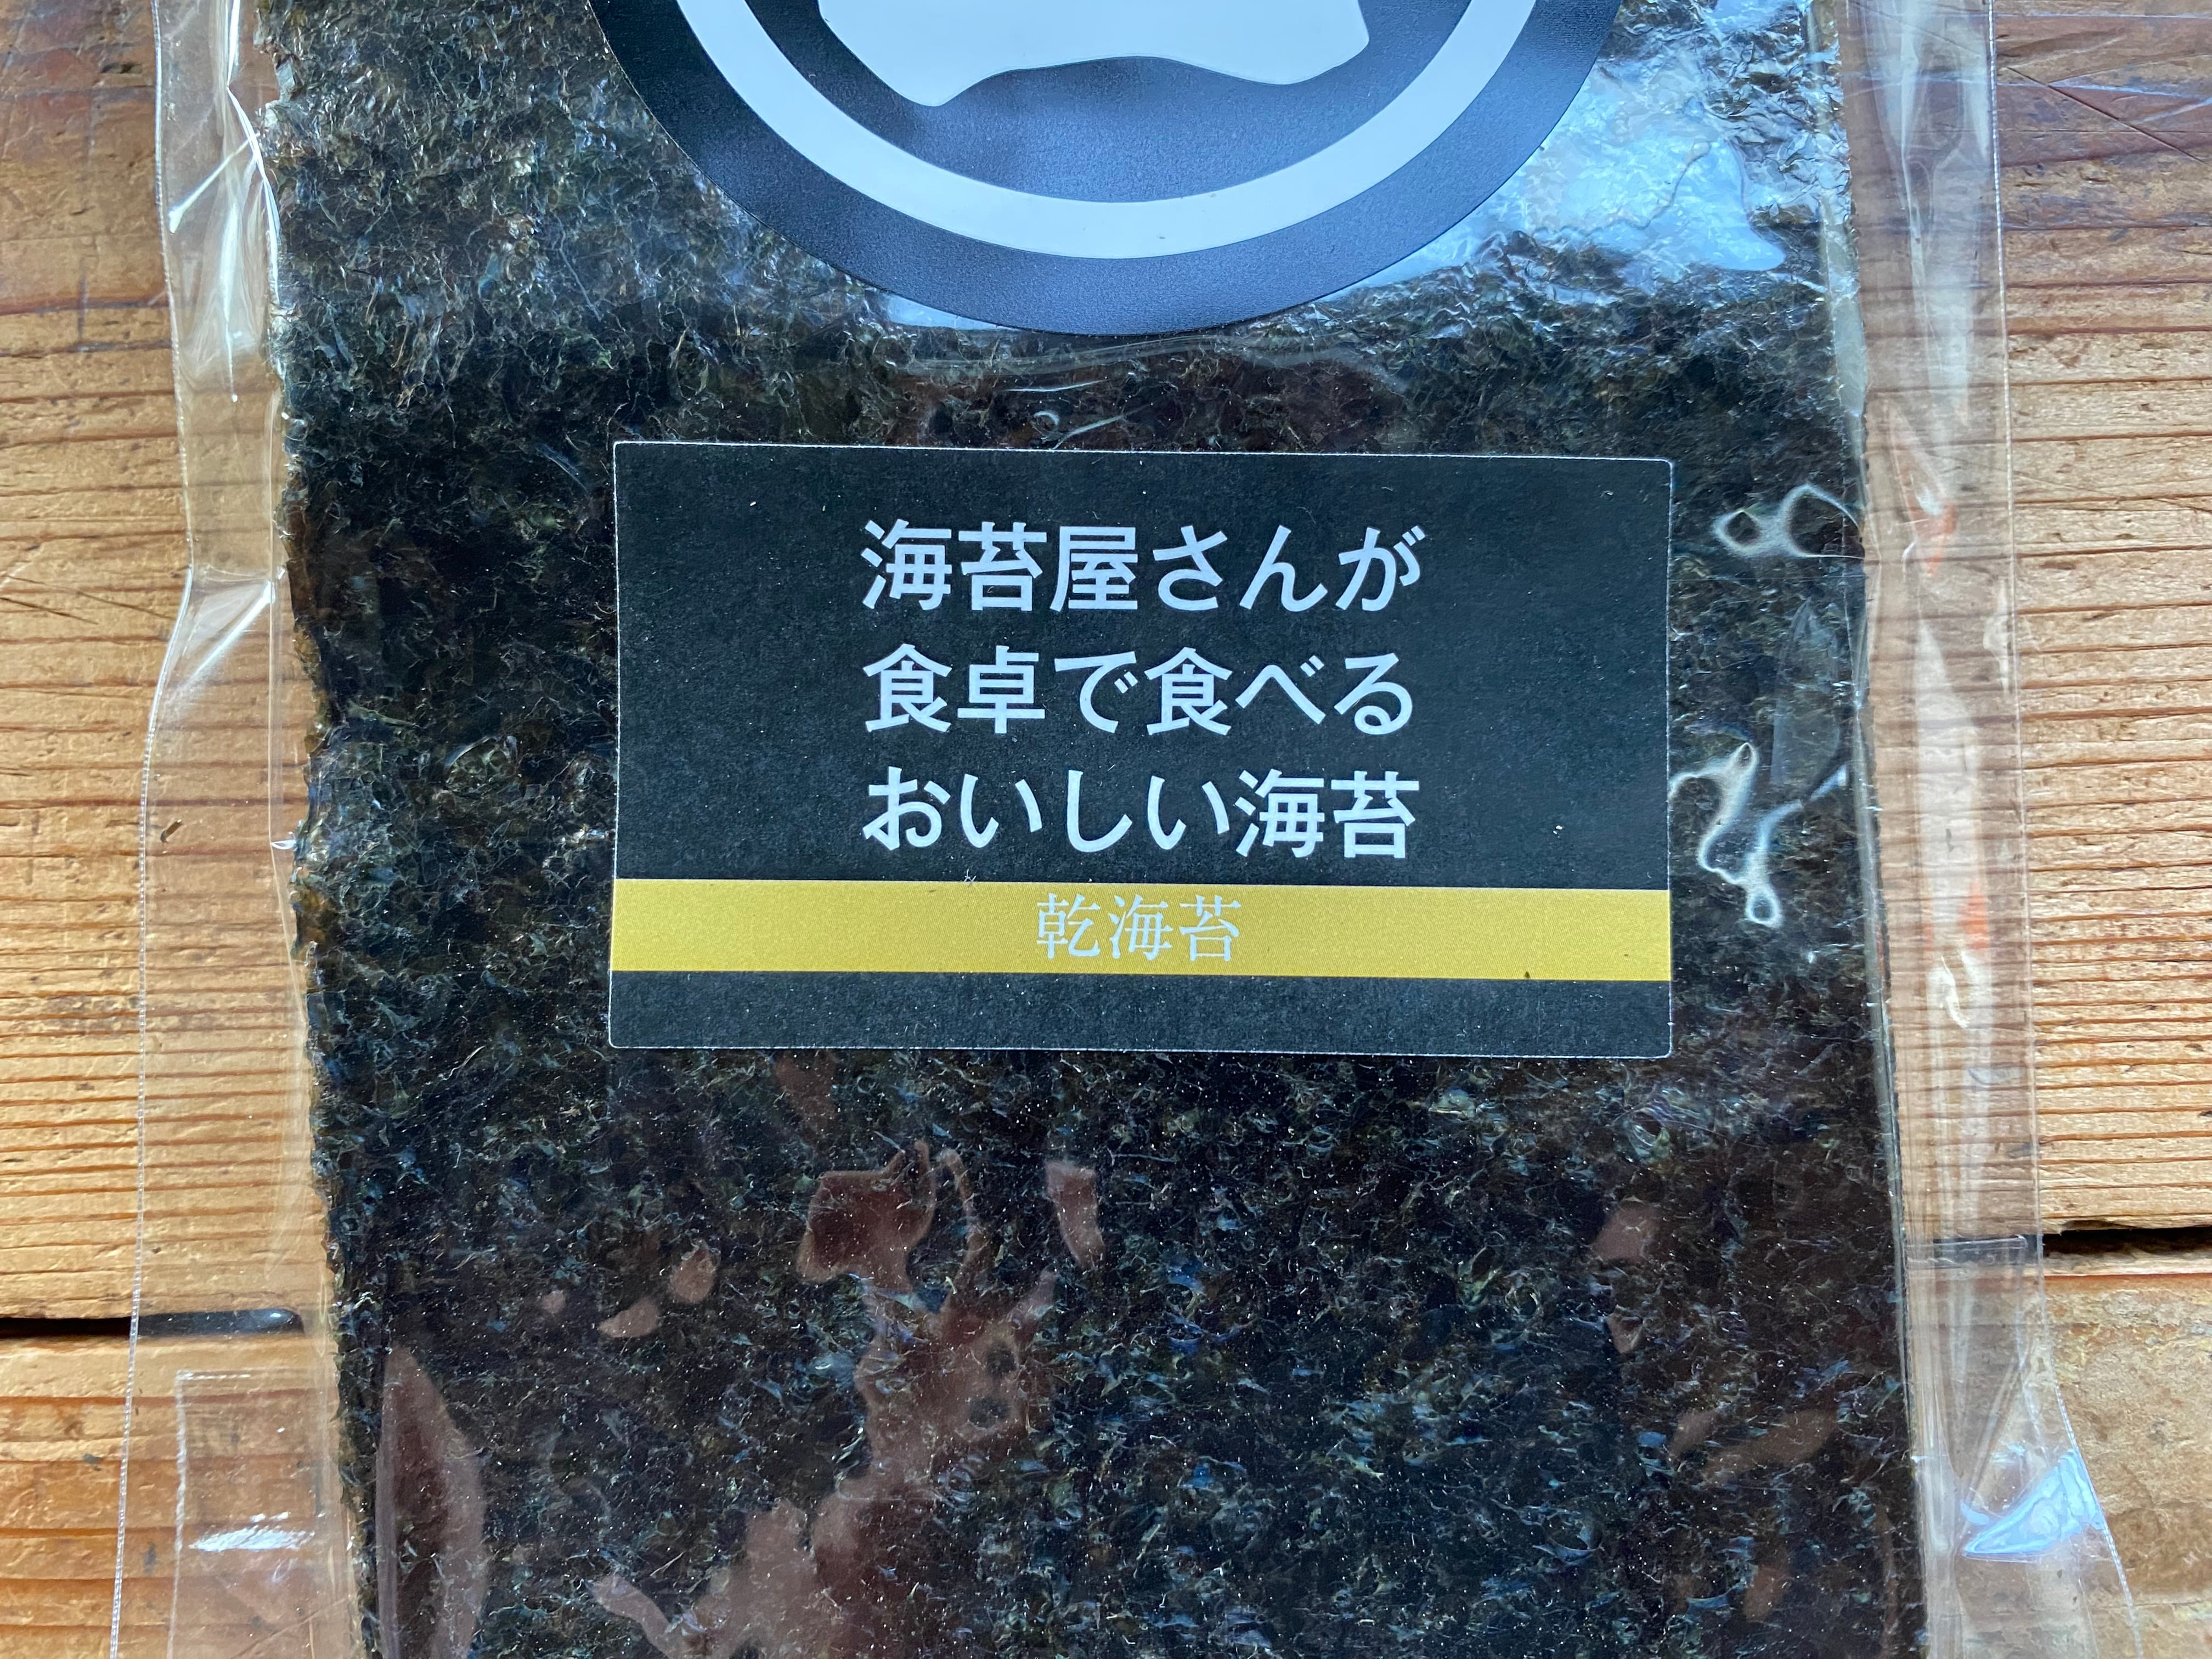 海苔屋さんが
食卓で食べる
おいしい海苔
乾海苔